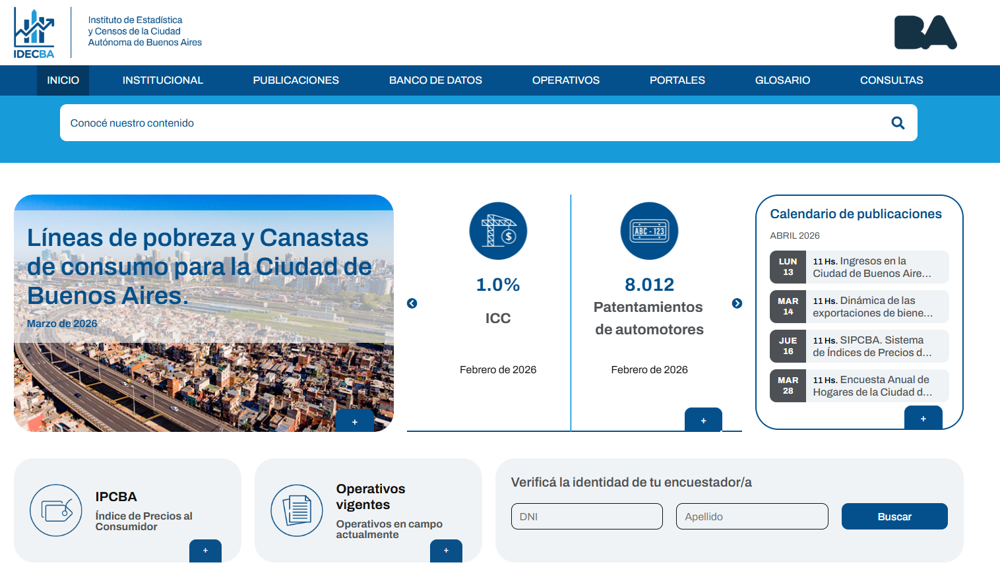 IDECBA
Instituto de Estadística
y Censos de la Ciudad
Autónoma de Buenos Aires
BA
INICIO
INSTITUCIONAL
PUBLICACIONES
BANCO DE DATOS
OPERATIVOS
PORTALES
GLOSARIO
CONSULTAS
Conocé nuestro contenido
Líneas de pobreza y Canastas
de consumo para la Ciudad de
Buenos Aires.
Marzo de 2026
+
$
1.0%
ICC
Febrero de 2026
ABC - 123
8.012
Patentamientos
de automotores
Febrero de 2026
+
Calendario de publicaciones
ABRIL 2026
LUN
13
11 Hs. Ingresos en la
Ciudad de Buenos Aire...
MAR
14
11 Hs. Dinámica de las
exportaciones de biene...
JUE
16
11 Hs. SIPCBA. Sistema
de Índices de Precios d...
MAR
28
11 Hs. Encuesta Anual de
Hogares de la Ciudad d...
+
IPCBA
Índice de Precios al
Consumidor
+
Operativos
vigentes
Operativos en campo
actualmente
+
Verificá la identidad de tu encuestador/a
DNI
Apellido
Buscar